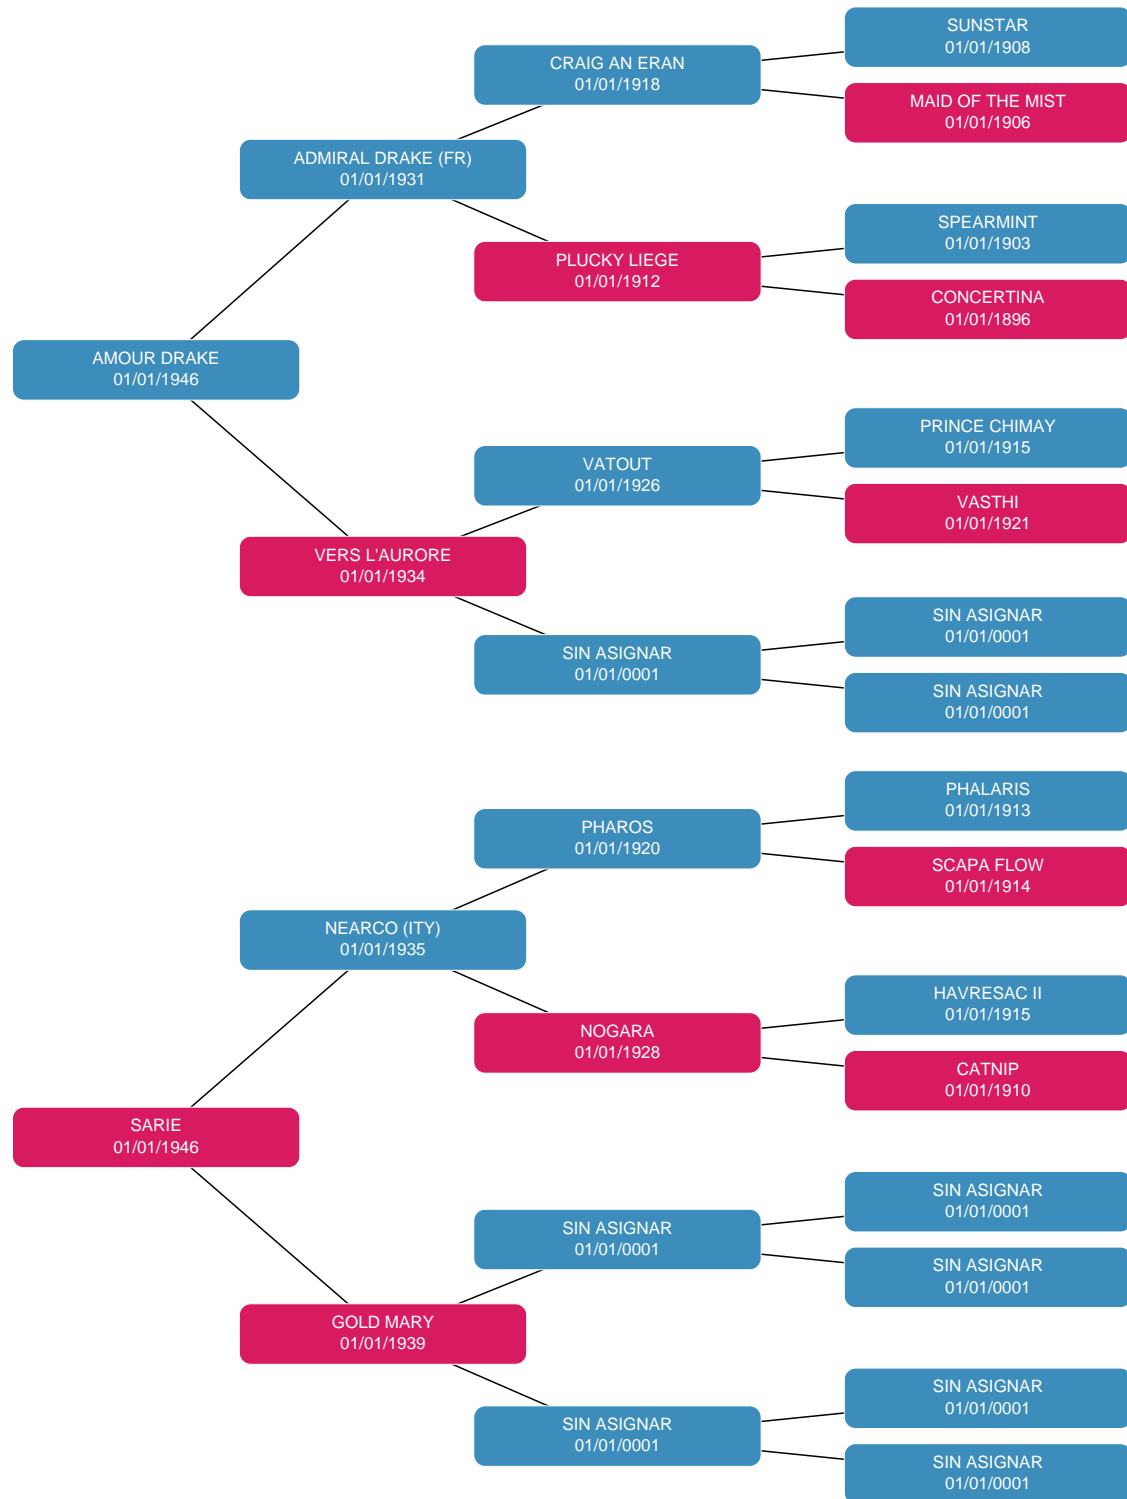 SUNSTAR
01/01/1908
CRAIG AN ERAN
01/01/1918
MAID OF THE MIST
01/01/1906
ADMIRAL DRAKE (FR)
01/01/1931
SPEARMINT
01/01/1903
PLUCKY LIEGE
01/01/1912
CONCERTINA
01/01/1896
AMOUR DRAKE
01/01/1946
PRINCE CHIMAY
01/01/1915
VATOUT
01/01/1926
VASTHI
01/01/1921
VERS L'AURORE
01/01/1934
SIN ASIGNAR
01/01/0001
SIN ASIGNAR
01/01/0001
SIN ASIGNAR
01/01/0001
PHALARIS
01/01/1913
PHAROS
01/01/1920
SCAPA FLOW
01/01/1914
NEARCO (ITY)
01/01/1935
HAVRESAC II
01/01/1915
NOGARA
01/01/1928
CATNIP
01/01/1910
SARIE
01/01/1946
SIN ASIGNAR
01/01/0001
SIN ASIGNAR
01/01/0001
SIN ASIGNAR
01/01/0001
GOLD MARY
01/01/1939
SIN ASIGNAR
01/01/0001
SIN ASIGNAR
01/01/0001
SIN ASIGNAR
01/01/0001